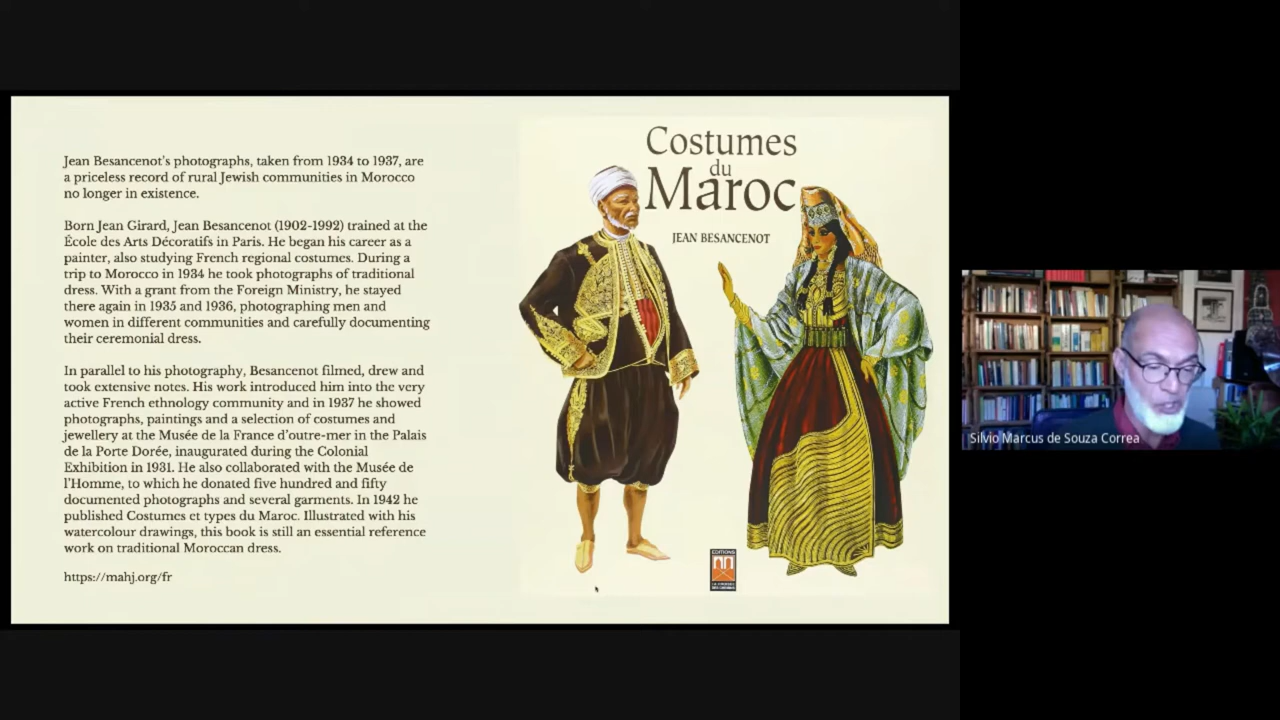 Jean Besancenot's photographs, taken from 1934 to 1937, are
a priceless record of rural Jewish communities in Morocco
no longer in existence.
Born Jean Girard, Jean Besancenot (1902-1992) trained at the
École des Arts Décoratifs in Paris. He began his career as a
painter, also studying French regional costumes. During a
trip to Morocco in 1934 he took photographs of traditional
dress. With a grant from the Foreign Ministry, he stayed
there again in 1935 and 1936, photographing men and
women in different communities and carefully documenting
their ceremonial dress.
In parallel to his photography, Besancenot filmed, drew and
took extensive notes. His work introduced him into the very
active French ethnology community and in 1937 he showed
photographs, paintings and a selection of costumes and
jewellery at the Musée de la France d'outre-mer in the Palais
de la Porte Dorée, inaugurated during the Colonial
Exhibition in 1931. He also collaborated with the Musée de
l'Homme, to which he donated five hundred and fifty
documented photographs and several garments. In 1942 he
published Costumes et types du Maroc. Illustrated with his
watercolour drawings, this book is still an essential reference
work on traditional Moroccan dress.
https://mahj.org/fr
Costumes
du
Maroc
JEAN BESANCENOT
EDITIONS
Silvio Marcus de Souza Correa